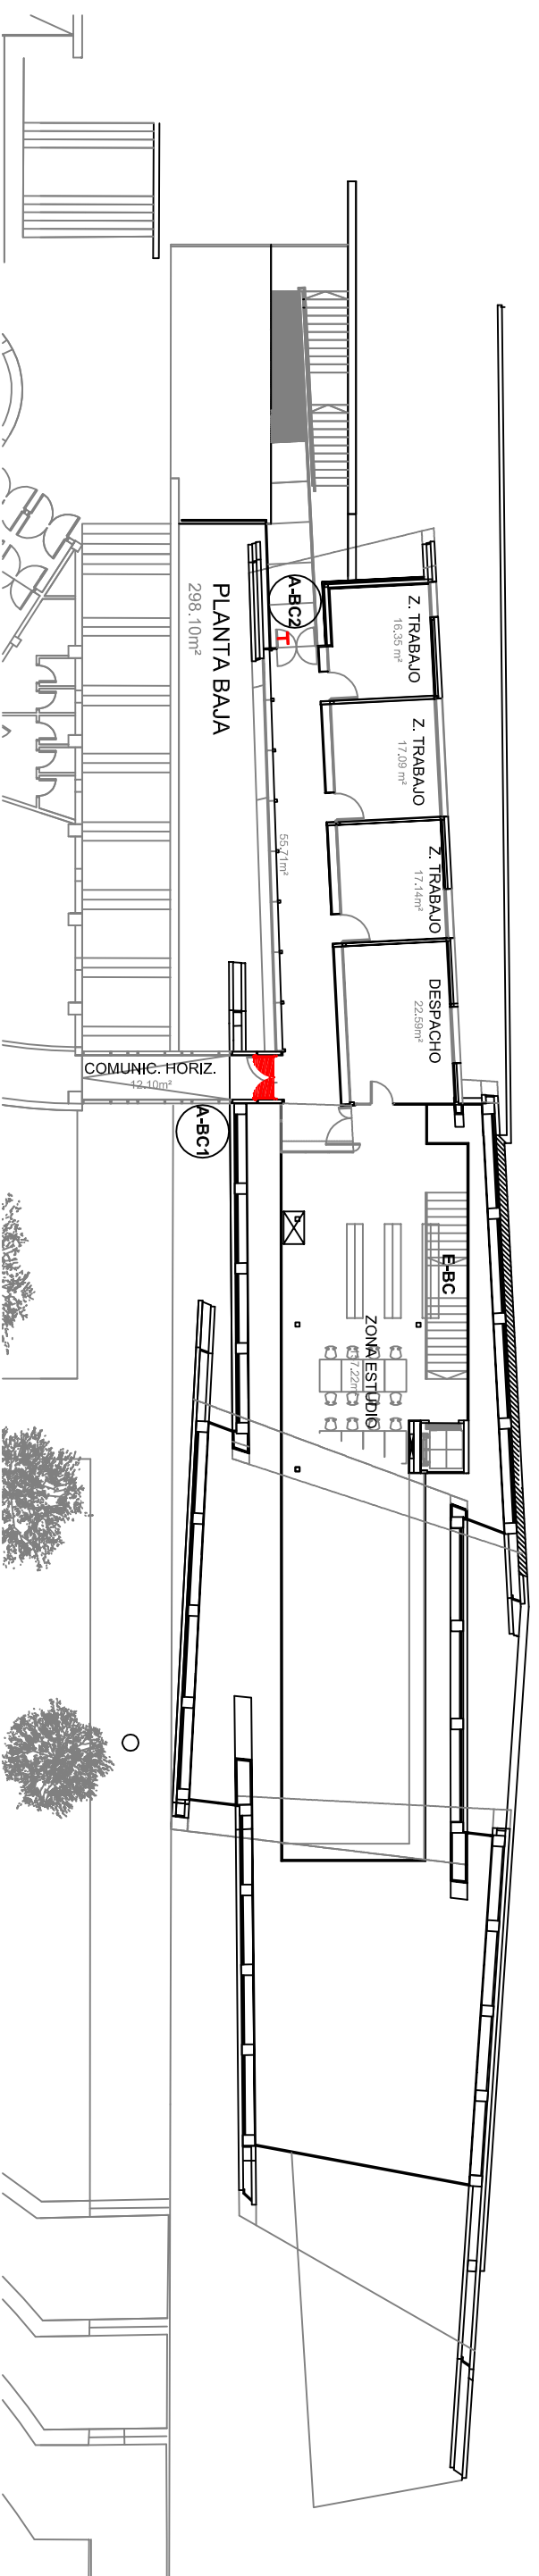 A-BC2
Z. TRABAJO
16.35 m²
PLANTA BAJA
298.10m²
Z. TRABAJO
17.09 m²
55.71m²
Z. TRABAJO
17.14m²
DESPACHO
22.59m²
COMUNIC. HORIZ.
12.10m²
A-BC1
E-BC
ZONA ESTUDIO